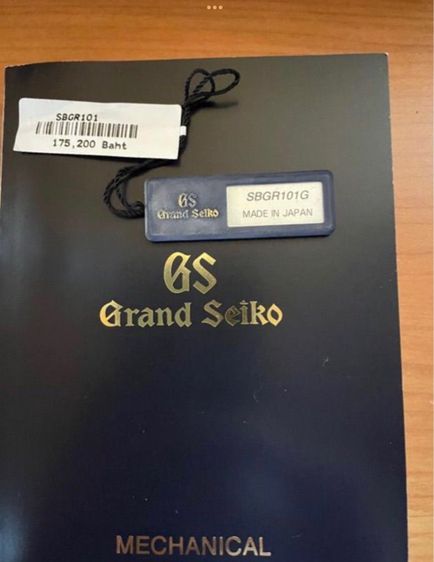 SBGR101
175,200 Baht
GS
Grand Seiko
SBGR101G
MADE IN JAPAN
GS
Grand Seiko
MECHANICAL